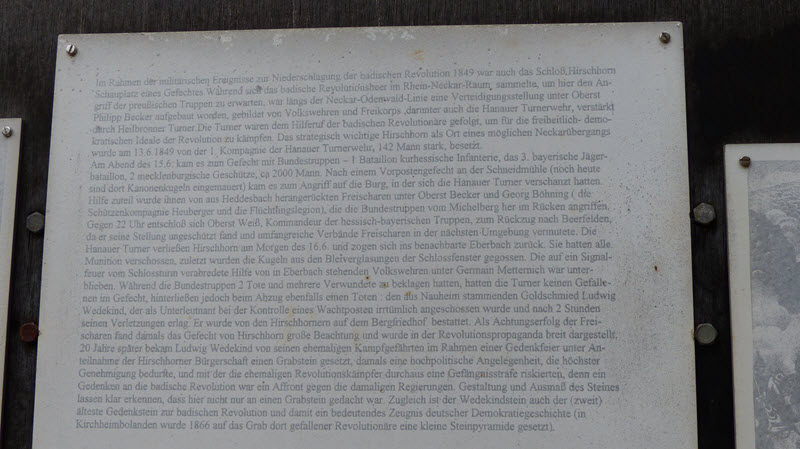 Im Rahmen der militärischen Ereignisse zur Niederschlagung der badischen Revolution 1849 war auch das Schloß Hirschhorn
Schauplatz eines Gefechtes. Während sich das badische Revolutionsheer im Rhein-Neckar-Raum sammelte, um hier den An-
griff der preußischen Truppen zu erwarten, war längs der Neckar-Odenwald-Linie eine Verteidigungsstellung unter Oberst
Philipp Becker aufgebaut worden, gebildet von Volkswehren und Freikorps ,darunter auch die Hanauer Turnerwehr, verstärkt
durch Heilbronner Turner.Die Turner waren dem Hilferuf der badischen Revolutionäre gefolgt, um für die freiheitlich- demo-
kratischen Ideale der Revolution zu kämpfen. Das strategisch wichtige Hirschhorn als Ort eines möglichen Neckarübergangs
wurde am 13.6.1849 von der 1. Kompagnie der Hanauer Turnerwehr, 142 Mann stark, besetzt.
Am Abend des 15.6. kam es zum Gefecht mit Bundestruppen – 1 Bataillon kurhessische Infanterie, das 3. bayerische Jäger-
bataillon, 2 mecklenburgische Geschütze, ca 2000 Mann. Nach einem Vorpostengefecht an der Schneidmühle (noch heute
sind dort Kanonenkugeln eingemauert) kam es zum Angriff auf die Burg, in der sich die Hanauer Turner verschanzt hatten.
Hilfe zuteil wurde ihnen von aus Heddesbach herangerückten Freischaren unter Oberst Becker und Georg Böhning ( die
Schützenkompagnie Heuberger und die Flüchtlingslegion), die die Bundestruppen vom Michelberg her im Rücken angriffen.
Gegen 22 Uhr entschloß sich Oberst Weiß, Kommandeur der hessisch-bayerischen Truppen, zum Rückzug nach Beerfelden,
da er seine Stellung ungeschützt fand und umfangreiche Verbände Freischaren in der nächsten Umgebung vermutete. Die
Hanauer Turner verließen Hirschhorn am Morgen des 16.6. und zogen sich ins benachbarte Eberbach zurück. Sie hatten alle
Munition verschossen, zuletzt wurden die Kugeln aus den Bleiverglasungen der Schlossfenster gegossen. Die auf ein Signal-
feuer vom Schlossturm verabredete Hilfe von in Eberbach stehenden Volkswehren unter Germain Metternich war unter-
blieben. Während die Bundestruppen 2 Tote und mehrere Verwundete zu beklagen hatten, hatten die Turner keinen Gefalle-
nen im Gefecht, hinterließen jedoch beim Abzug ebenfalls einen Toten : den aus Nauheim stammenden Goldschmied Ludwig
Wedekind, der als Unterleutnant bei der Kontrolle eines Wachtposten irrtümlich angeschossen wurde und nach 2 Stunden
seinen Verletzungen erlag. Er wurde von den Hirschhornern auf dem Bergfriedhof bestattet. Als Achtungserfolg der Frei-
schären fand damals das Gefecht von Hirschhorn große Beachtung und wurde in der Revolutionspropaganda breit dargestellt.
20 Jahre später bekam Ludwig Wedekind von seinen ehemaligen Kampfgefährten im Rahmen einer Gedenkfeier unter An-
teilnahme der Hirschhorner Bürgerschaft einen Grabstein gesetzt, damals eine hochpolitische Angelegenheit, die höchster
Genehmigung bedurfte, und mit der die ehemaligen Revolutionskämpfer durchaus eine Gefängnisstrafe riskierten, denn ein
Gedenken an die badische Revolution war ein Affront gegen die damaligen Regierungen. Gestaltung und Ausmaß des Steines
lassen klar erkennen, dass hier nicht nur an einen Grabstein gedacht war. Zugleich ist der Wedekindstein auch der (zweit)
älteste Gedenkstein zur badischen Revolution und damit ein bedeutendes Zeugnis deutscher Demokratiegeschichte (in
Kirchheimbolanden wurde 1866 auf das Grab dort gefallener Revolutionäre eine kleine Steinpyramide gesetzt).